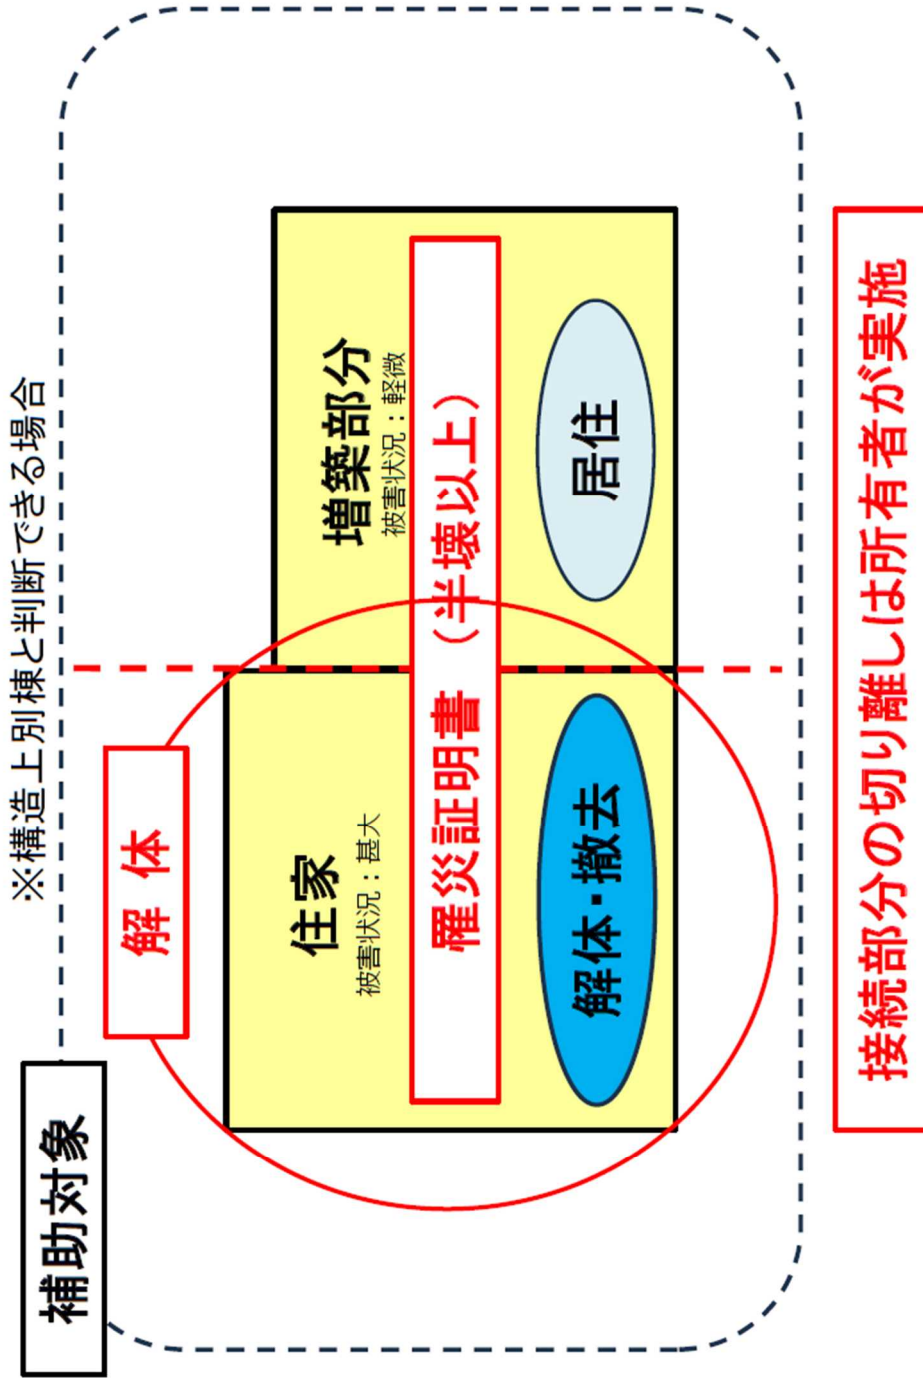 ※構造上別棟と判断できる場合
補助対象
解 体
住家
被害状況：甚大
増築部分
被害状況：軽微
罹災証明書 （半壊以上）
解体・撤去
居住
接続部分の切り離しは所有者が実施